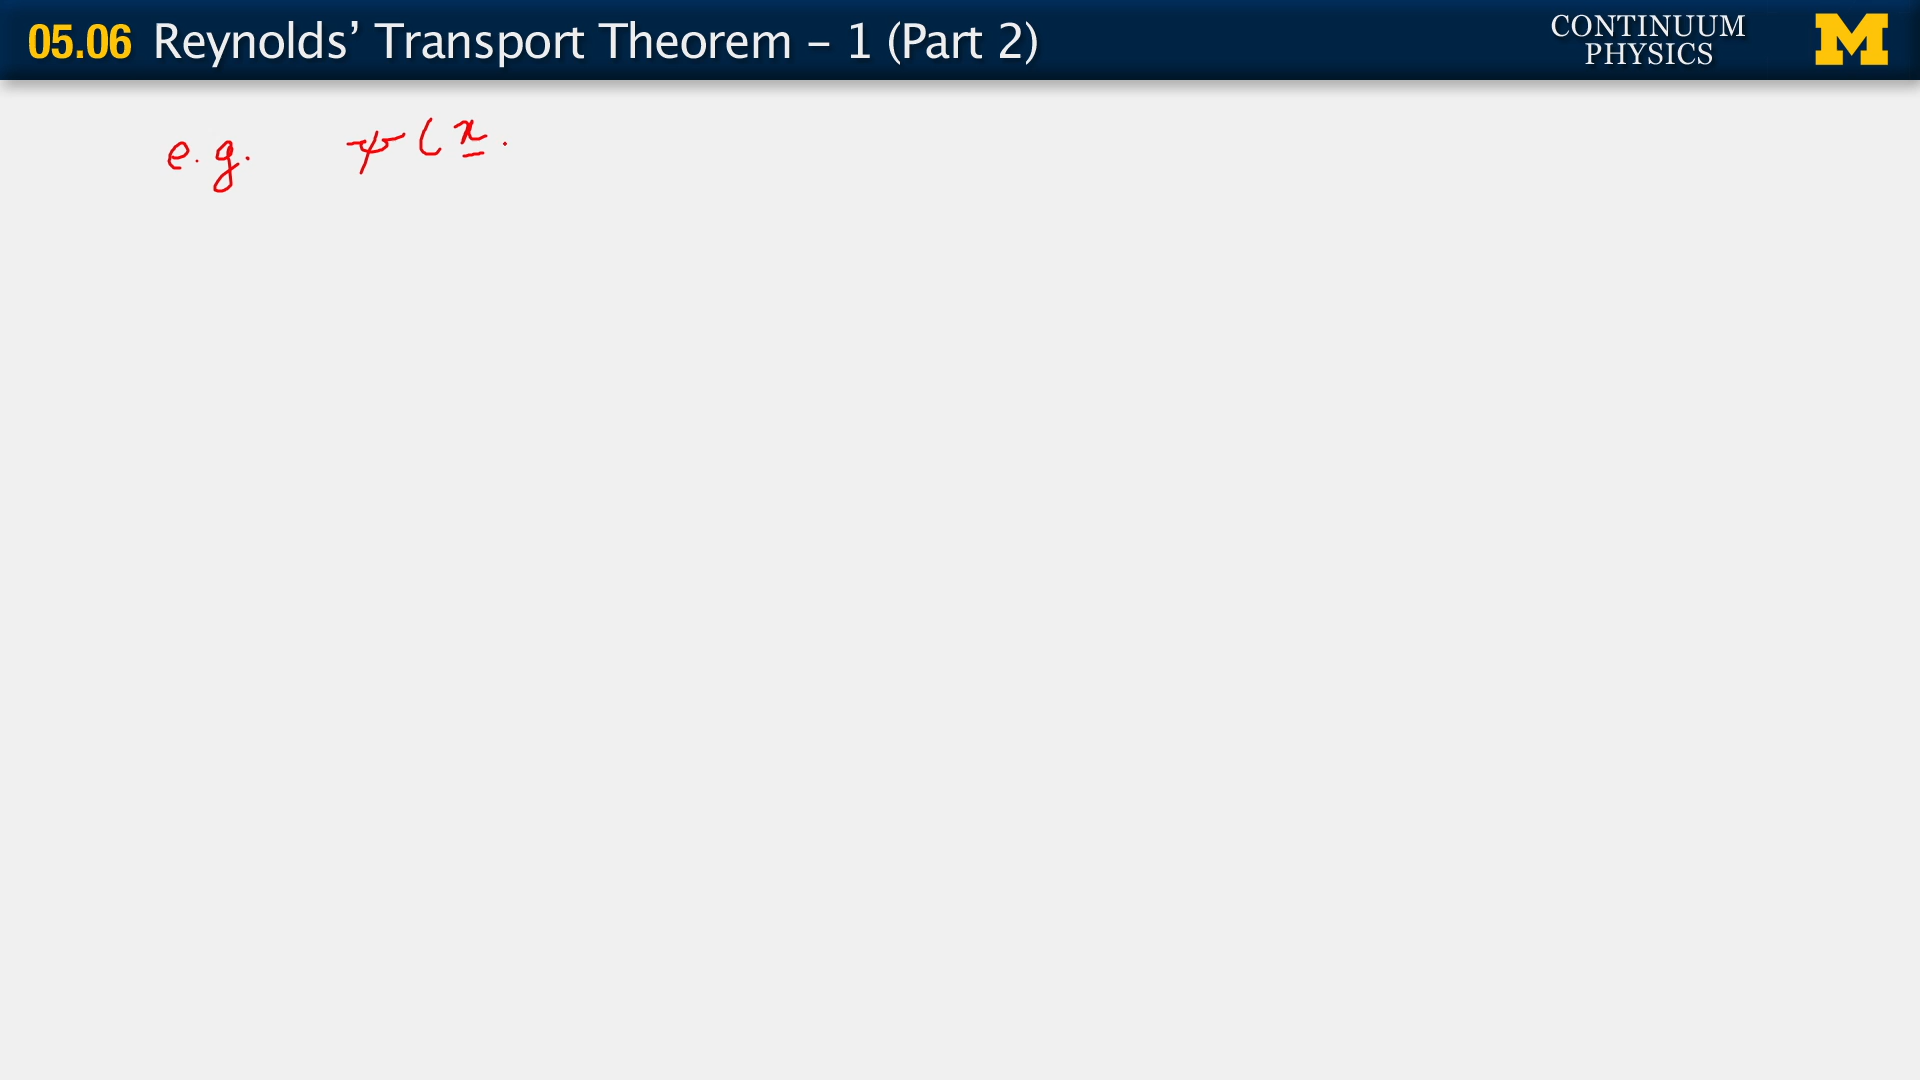 05.06 Reynolds’ Transport Theorem – 1 (Part 2)
CONTINUUM
PHYSICS
M
e.g. ψ(x.